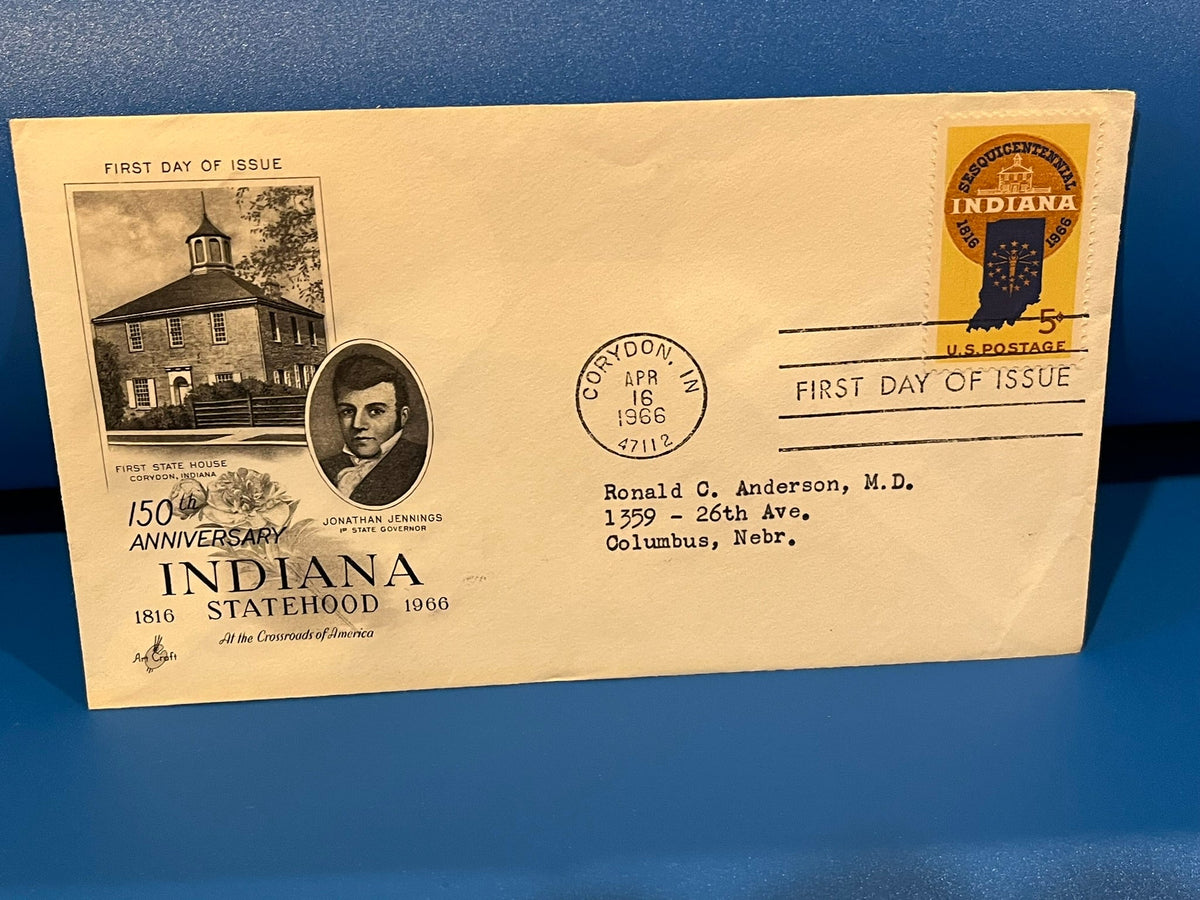 FIRST DAY OF ISSUE
FIRST STATE HOUSE
CORYDON, INDIANA
150th
ANNIVERSARY
JONATHAN JENNINGS
1st STATE GOVERNOR
INDIANA
1816 STATEHOOD 1966
At the Crossroads of America
Art Craft
CORYDON, IN
APR
16
1966
47112
SESQUICENTENNIAL
INDIANA
1816 1966
5¢
U.S. POSTAGE
FIRST DAY OF ISSUE
Ronald C. Anderson, M.D.
1359 - 26th Ave.
Columbus, Nebr.